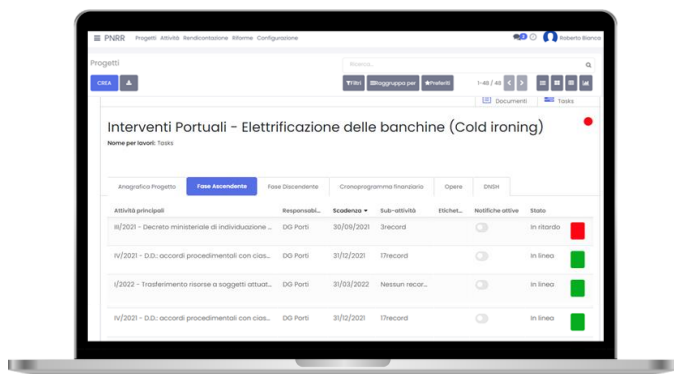 PNRR Progetti Attività Rendicontazione Riforme Configurazione Roberto Bianco
Progetti Ricerca...
CREA Filtri Raggruppa per Preferiti 1-48 / 48
Documenti Tasks
Interventi Portuali - Elettrificazione delle banchine (Cold ironing)
Nome per lavori: Tasks
Anagrafica Progetto Fase Ascendente Fase Discendente Cronoprogramma finanziario Opere DNSH
Attività principali Responsabi... Scadenza Sub-attività Etichet... Notifiche attive Stato
III/2021 - Decreto ministeriale di individuazione ... DG Porti 30/09/2021 3record In ritardo
IV/2021 - D.D.: accordi procedimentali con cias... DG Porti 31/12/2021 17record In linea
I/2022 - Trasferimento risorse a soggetti attuat... DG Porti 31/03/2022 Nessun recor... In linea
IV/2021 - D.D.: accordi procedimentali con cias... DG Porti 31/12/2021 17record In linea